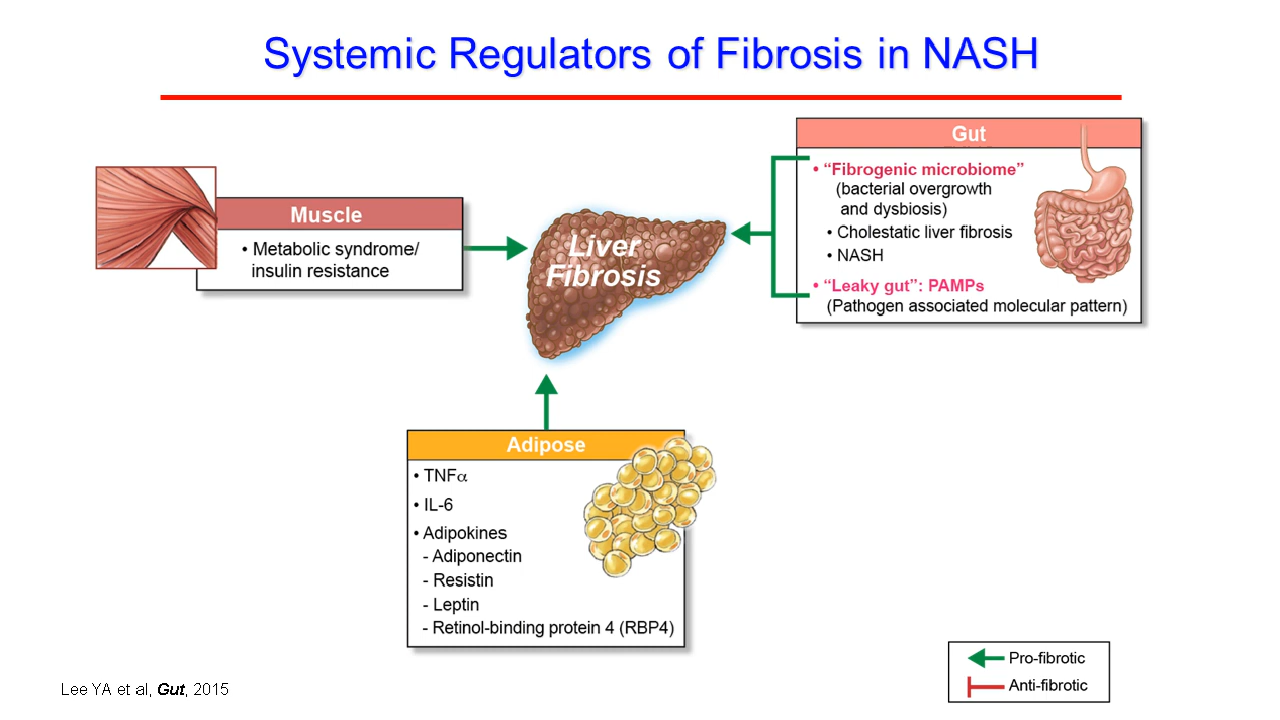 Systemic Regulators of Fibrosis in NASH
Muscle
• Metabolic syndrome/
insulin resistance
Liver
Fibrosis
Gut
• “Fibrogenic microbiome”
(bacterial overgrowth
and dysbiosis)
• Cholestatic liver fibrosis
• NASH
• “Leaky gut”: PAMPs
(Pathogen associated molecular pattern)
Adipose
• TNFα
• IL-6
• Adipokines
- Adiponectin
- Resistin
- Leptin
- Retinol-binding protein 4 (RBP4)
Pro-fibrotic
Anti-fibrotic
Lee YA et al, Gut, 2015